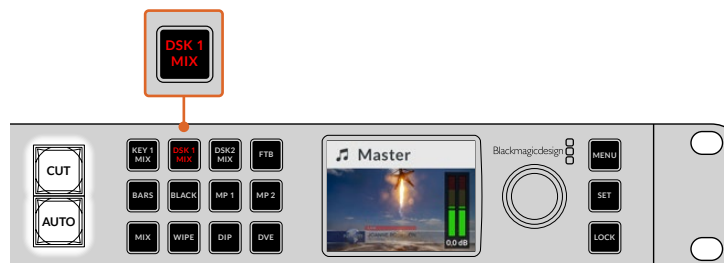 DSK 1
MIX
CUT
AUTO
KEY 1
MIX
DSK 1
MIX
DSK2
MIX
FTB
BARS
BLACK
MP 1
MP 2
MIX
WIPE
DIP
DVE
Master
0.0 dB
Blackmagicdesign
MENU
SET
LOCK